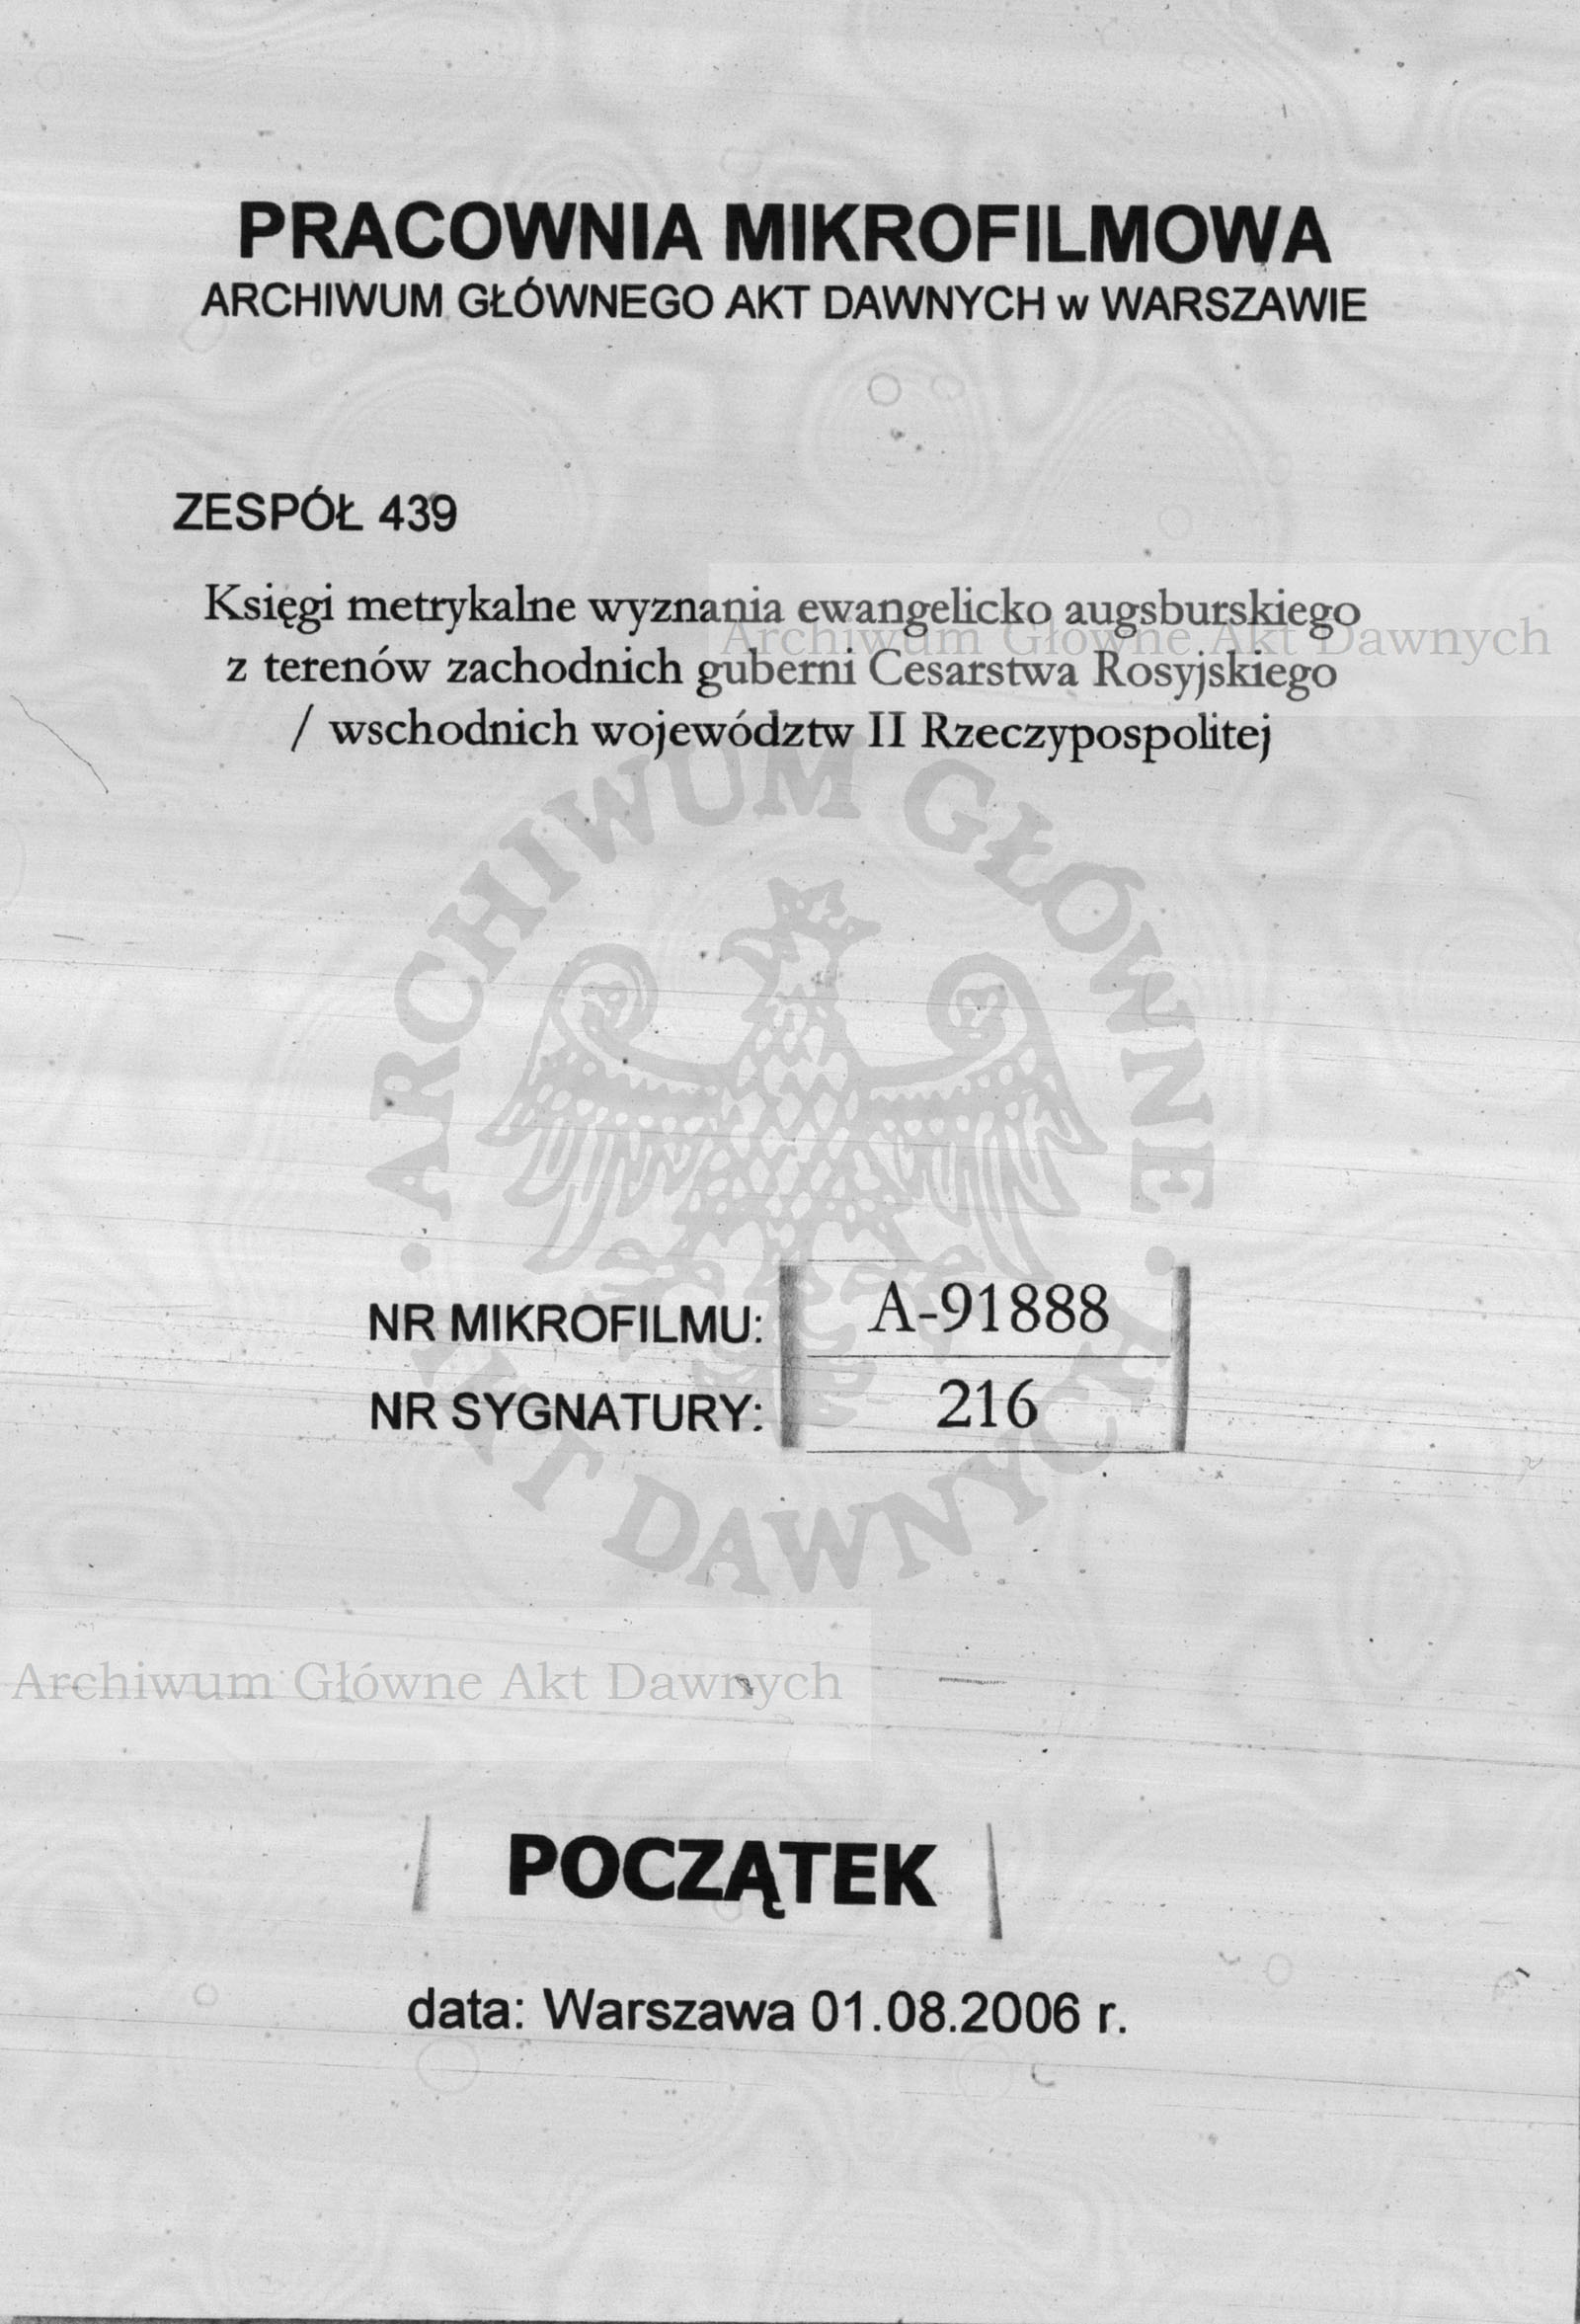 PRACOWNIA MIKROFILMOWA
ARCHIWUM GŁÓWNEGO AKT DAWNYCH w WARSZAWIE
ZESPÓŁ 439
Księgi metrykalne wyznania ewangelicko augsburskiego
Archiwum Główne Akt Dawnych
z terenów zachodnich guberni Cesarstwa Rosyjskiego
/ wschodnich województw II Rzeczypospolitej
• ARCHIWUM GŁÓWNE • AKT DAWNYCH
NR MIKROFILMU: A-91888
NR SYGNATURY: 216
Archiwum Główne Akt Dawnych
POCZĄTEK
data: Warszawa 01.08.2006 r.